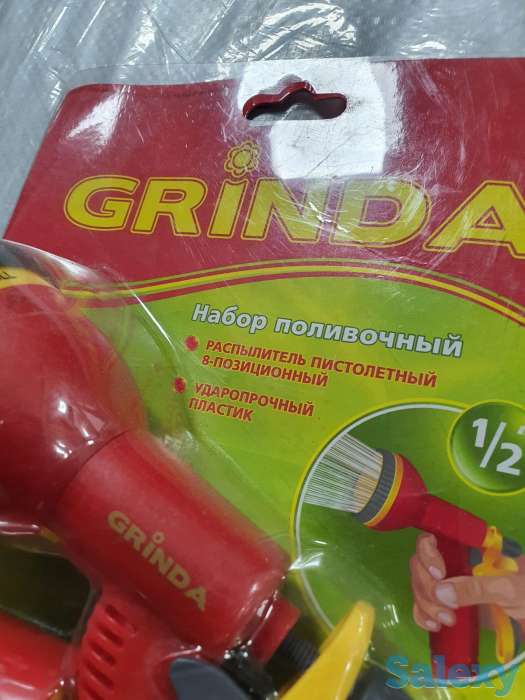 GRINDA
Набор поливочный
РАСПЫЛИТЕЛЬ ПИСТОЛЕТНЫЙ
8-ПОЗИЦИОННЫЙ
УДАРОПРОЧНЫЙ
ПЛАСТИК
1/2"
GRINDA
Salexy